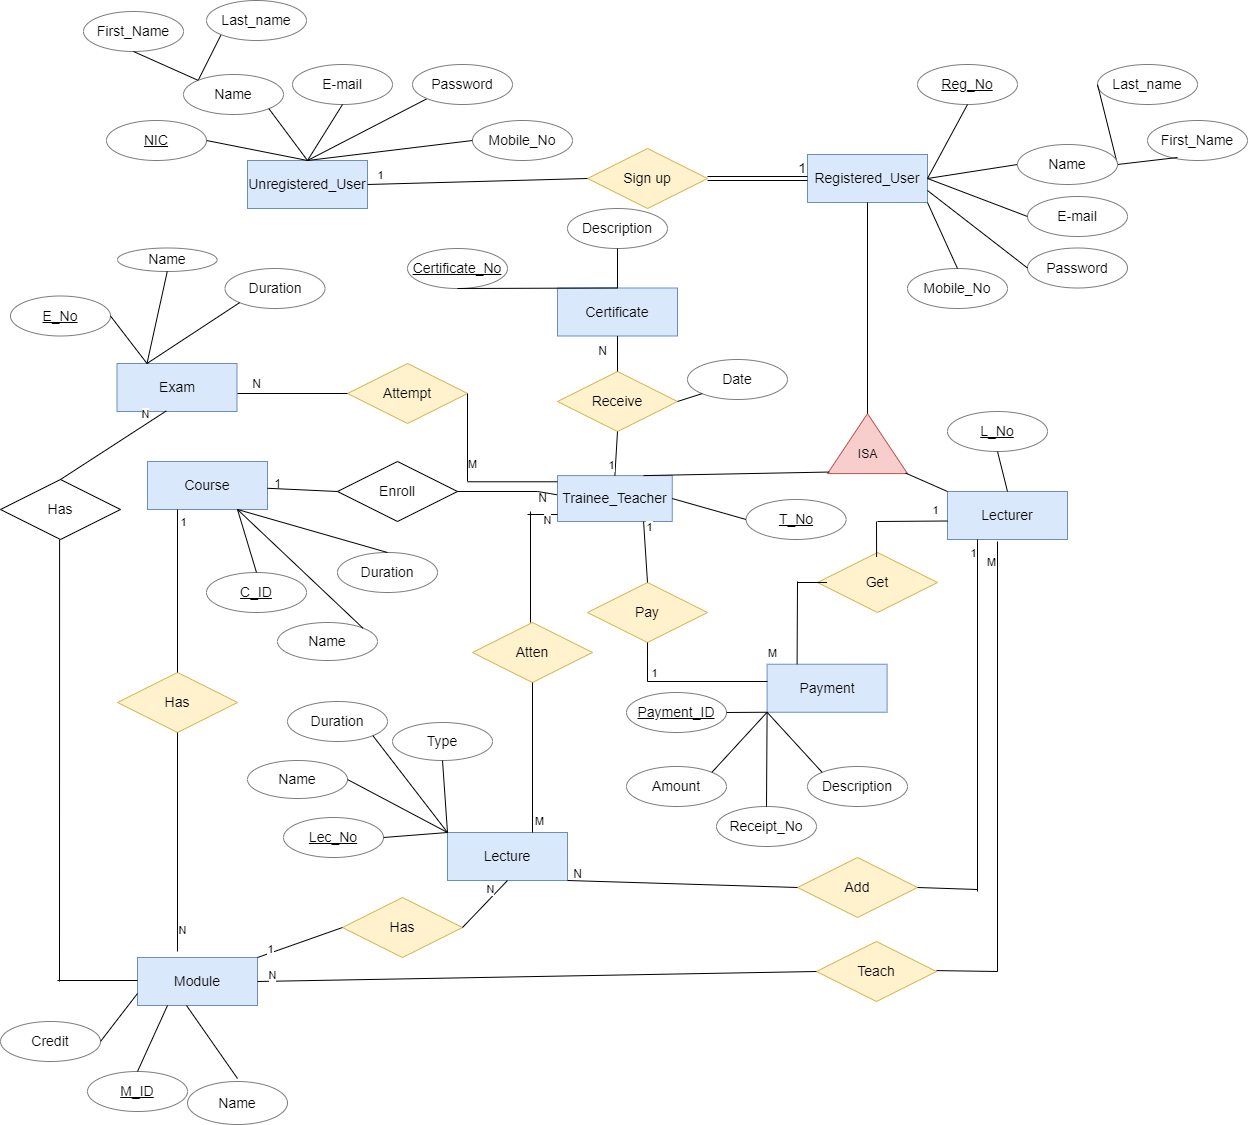 Last_name
First_Name
E-mail
Password
Reg_No
Last_name
Name
NIC
Mobile_No
First_Name
Name
1
1
Unregistered_User
Sign up
Registered_User
E-mail
Description
Name
Certificate_No
Password
Duration
Mobile_No
E_No
Certificate
N
Exam
N
Attempt
Date
Receive
N
L_No
ISA
M
1
Course
1
Enroll
N
Trainee_Teacher
Has
1
Lecturer
1
N
1
T_No
1
M
Duration
Get
C_ID
Pay
Name
Atten
M
1
Payment
Has
Payment_ID
Duration
Type
Name
Amount
Description
M
Receipt_No
Lec_No
Lecture
N
N
Add
Has
N
1
Module
N
Teach
Credit
M_ID
Name